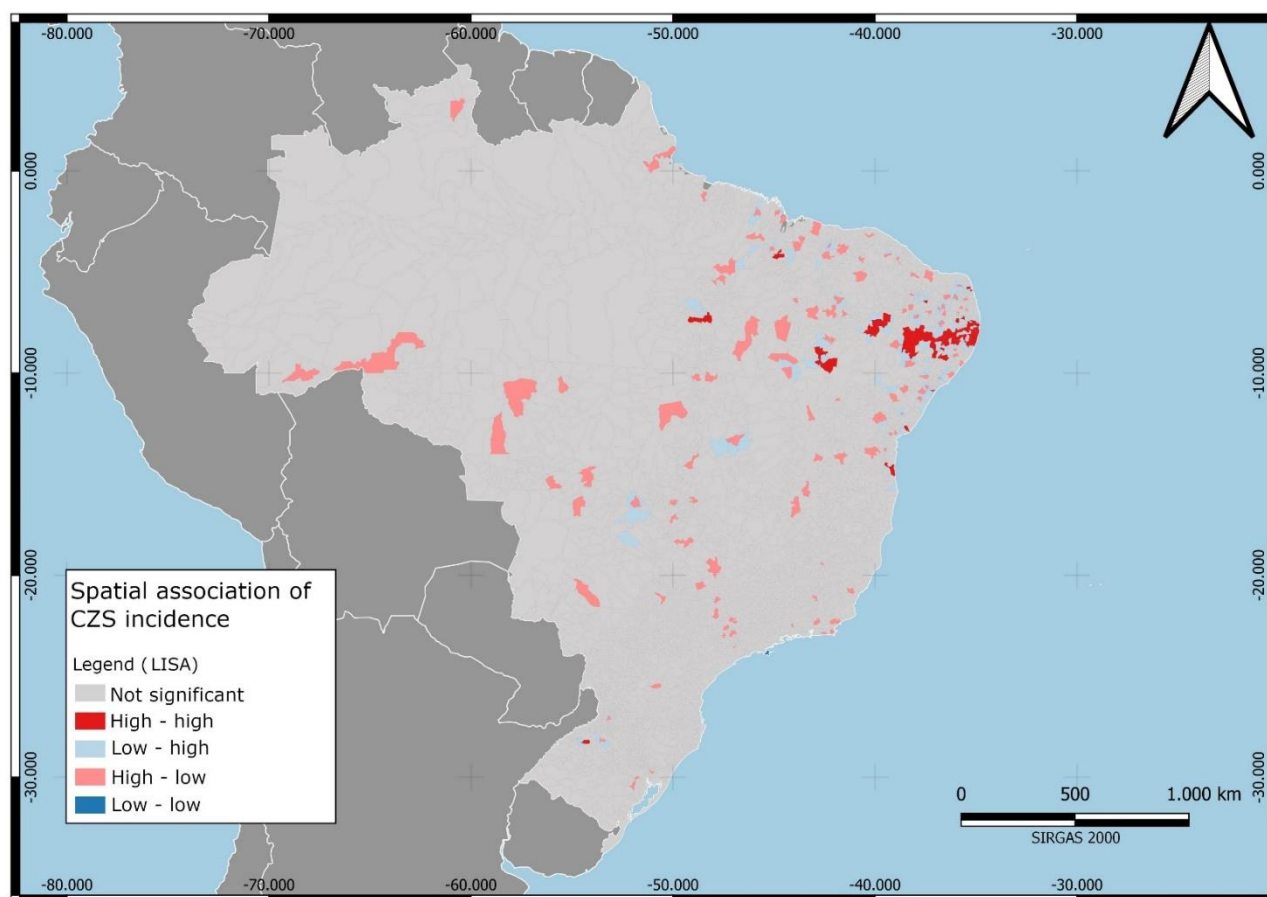 -80.000 -70.000 -60.000 -50.000 -40.000 -30.000
0.000 0.000
-10.000 -10.000
-20.000 -20.000
Spatial association of
CZS incidence
Legend (LISA)
Not significant
High - high
Low - high
High - low
Low - low
-30.000 -30.000
0 500 1.000 km
SIRGAS 2000
-80.000 -70.000 -60.000 -50.000 -40.000 -30.000